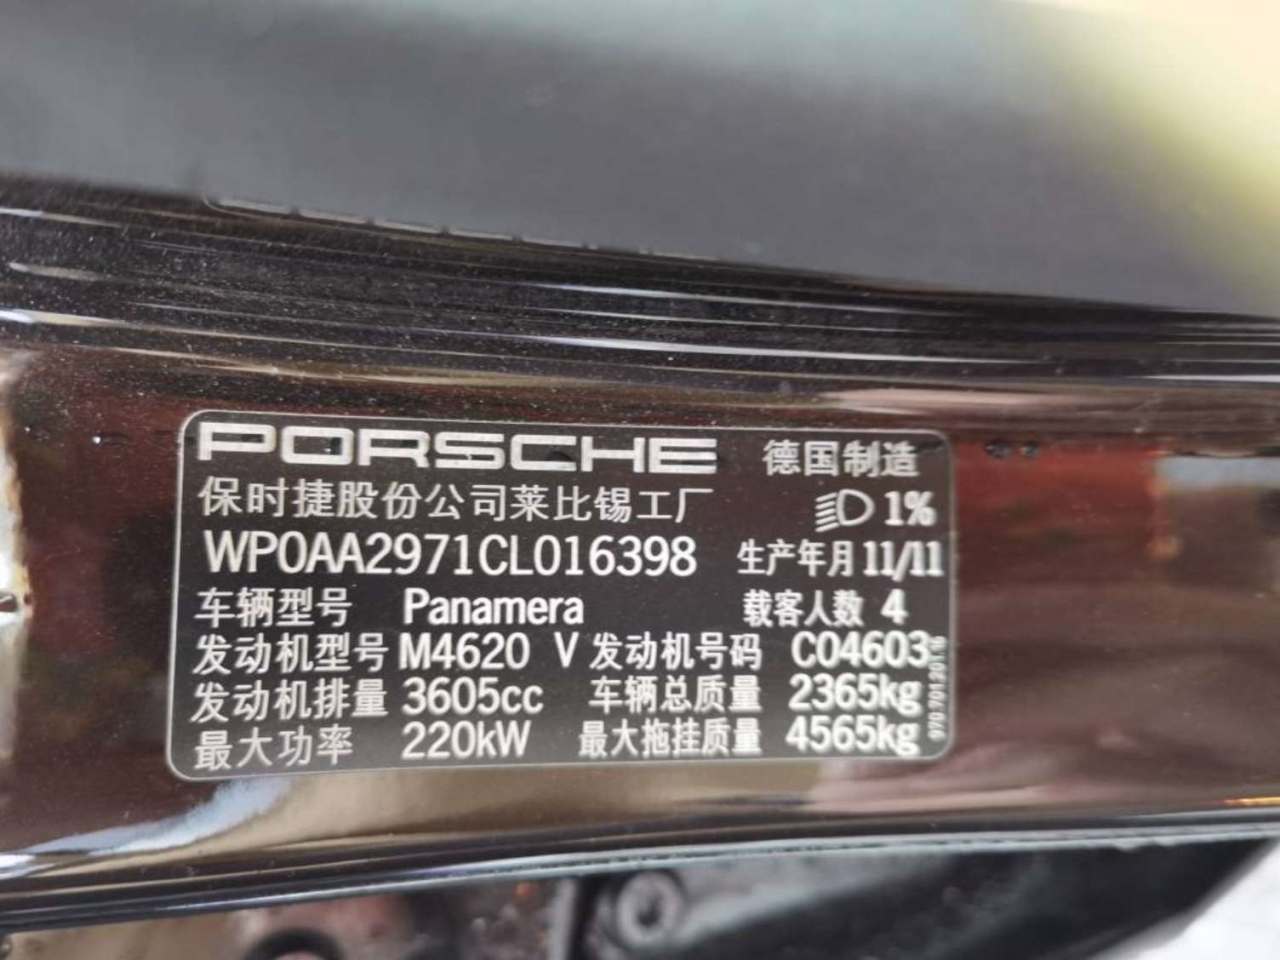 PORSCHE 德国制造
保时捷股份公司莱比锡工厂 1%
WP0AA2971CL016398 生产年月 11/11
车辆型号 Panamera 载客人数 4
发动机型号 M4620 V 发动机号码 C04603
发动机排量 3605cc 车辆总质量 2365kg
最大功率 220kW 最大拖挂质量 4565kg